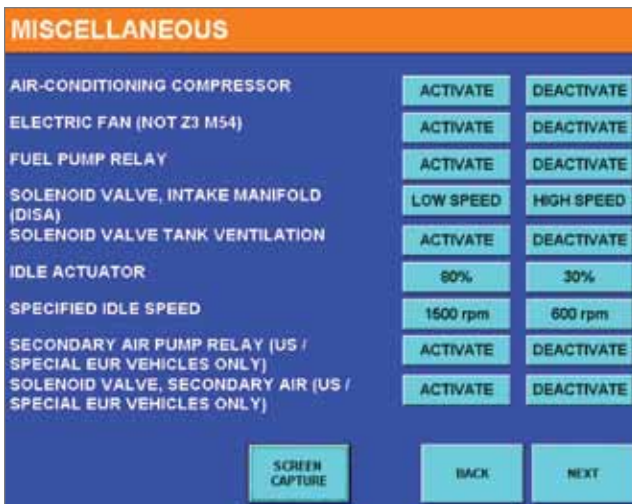 MISCELLANEOUS
AIR-CONDITIONING COMPRESSOR ACTIVATE DEACTIVATE
ELECTRIC FAN (NOT Z3 M54) ACTIVATE DEACTIVATE
FUEL PUMP RELAY ACTIVATE DEACTIVATE
SOLENOID VALVE, INTAKE MANIFOLD LOW SPEED HIGH SPEED
(DISA)
SOLENOID VALVE TANK VENTILATION ACTIVATE DEACTIVATE
IDLE ACTUATOR 80% 30%
SPECIFIED IDLE SPEED 1500 rpm 600 rpm
SECONDARY AIR PUMP RELAY (US / ACTIVATE DEACTIVATE
SPECIAL EUR VEHICLES ONLY)
SOLENOID VALVE, SECONDARY AIR (US / ACTIVATE DEACTIVATE
SPECIAL EUR VEHICLES ONLY)
SCREEN
CAPTURE
BACK
NEXT